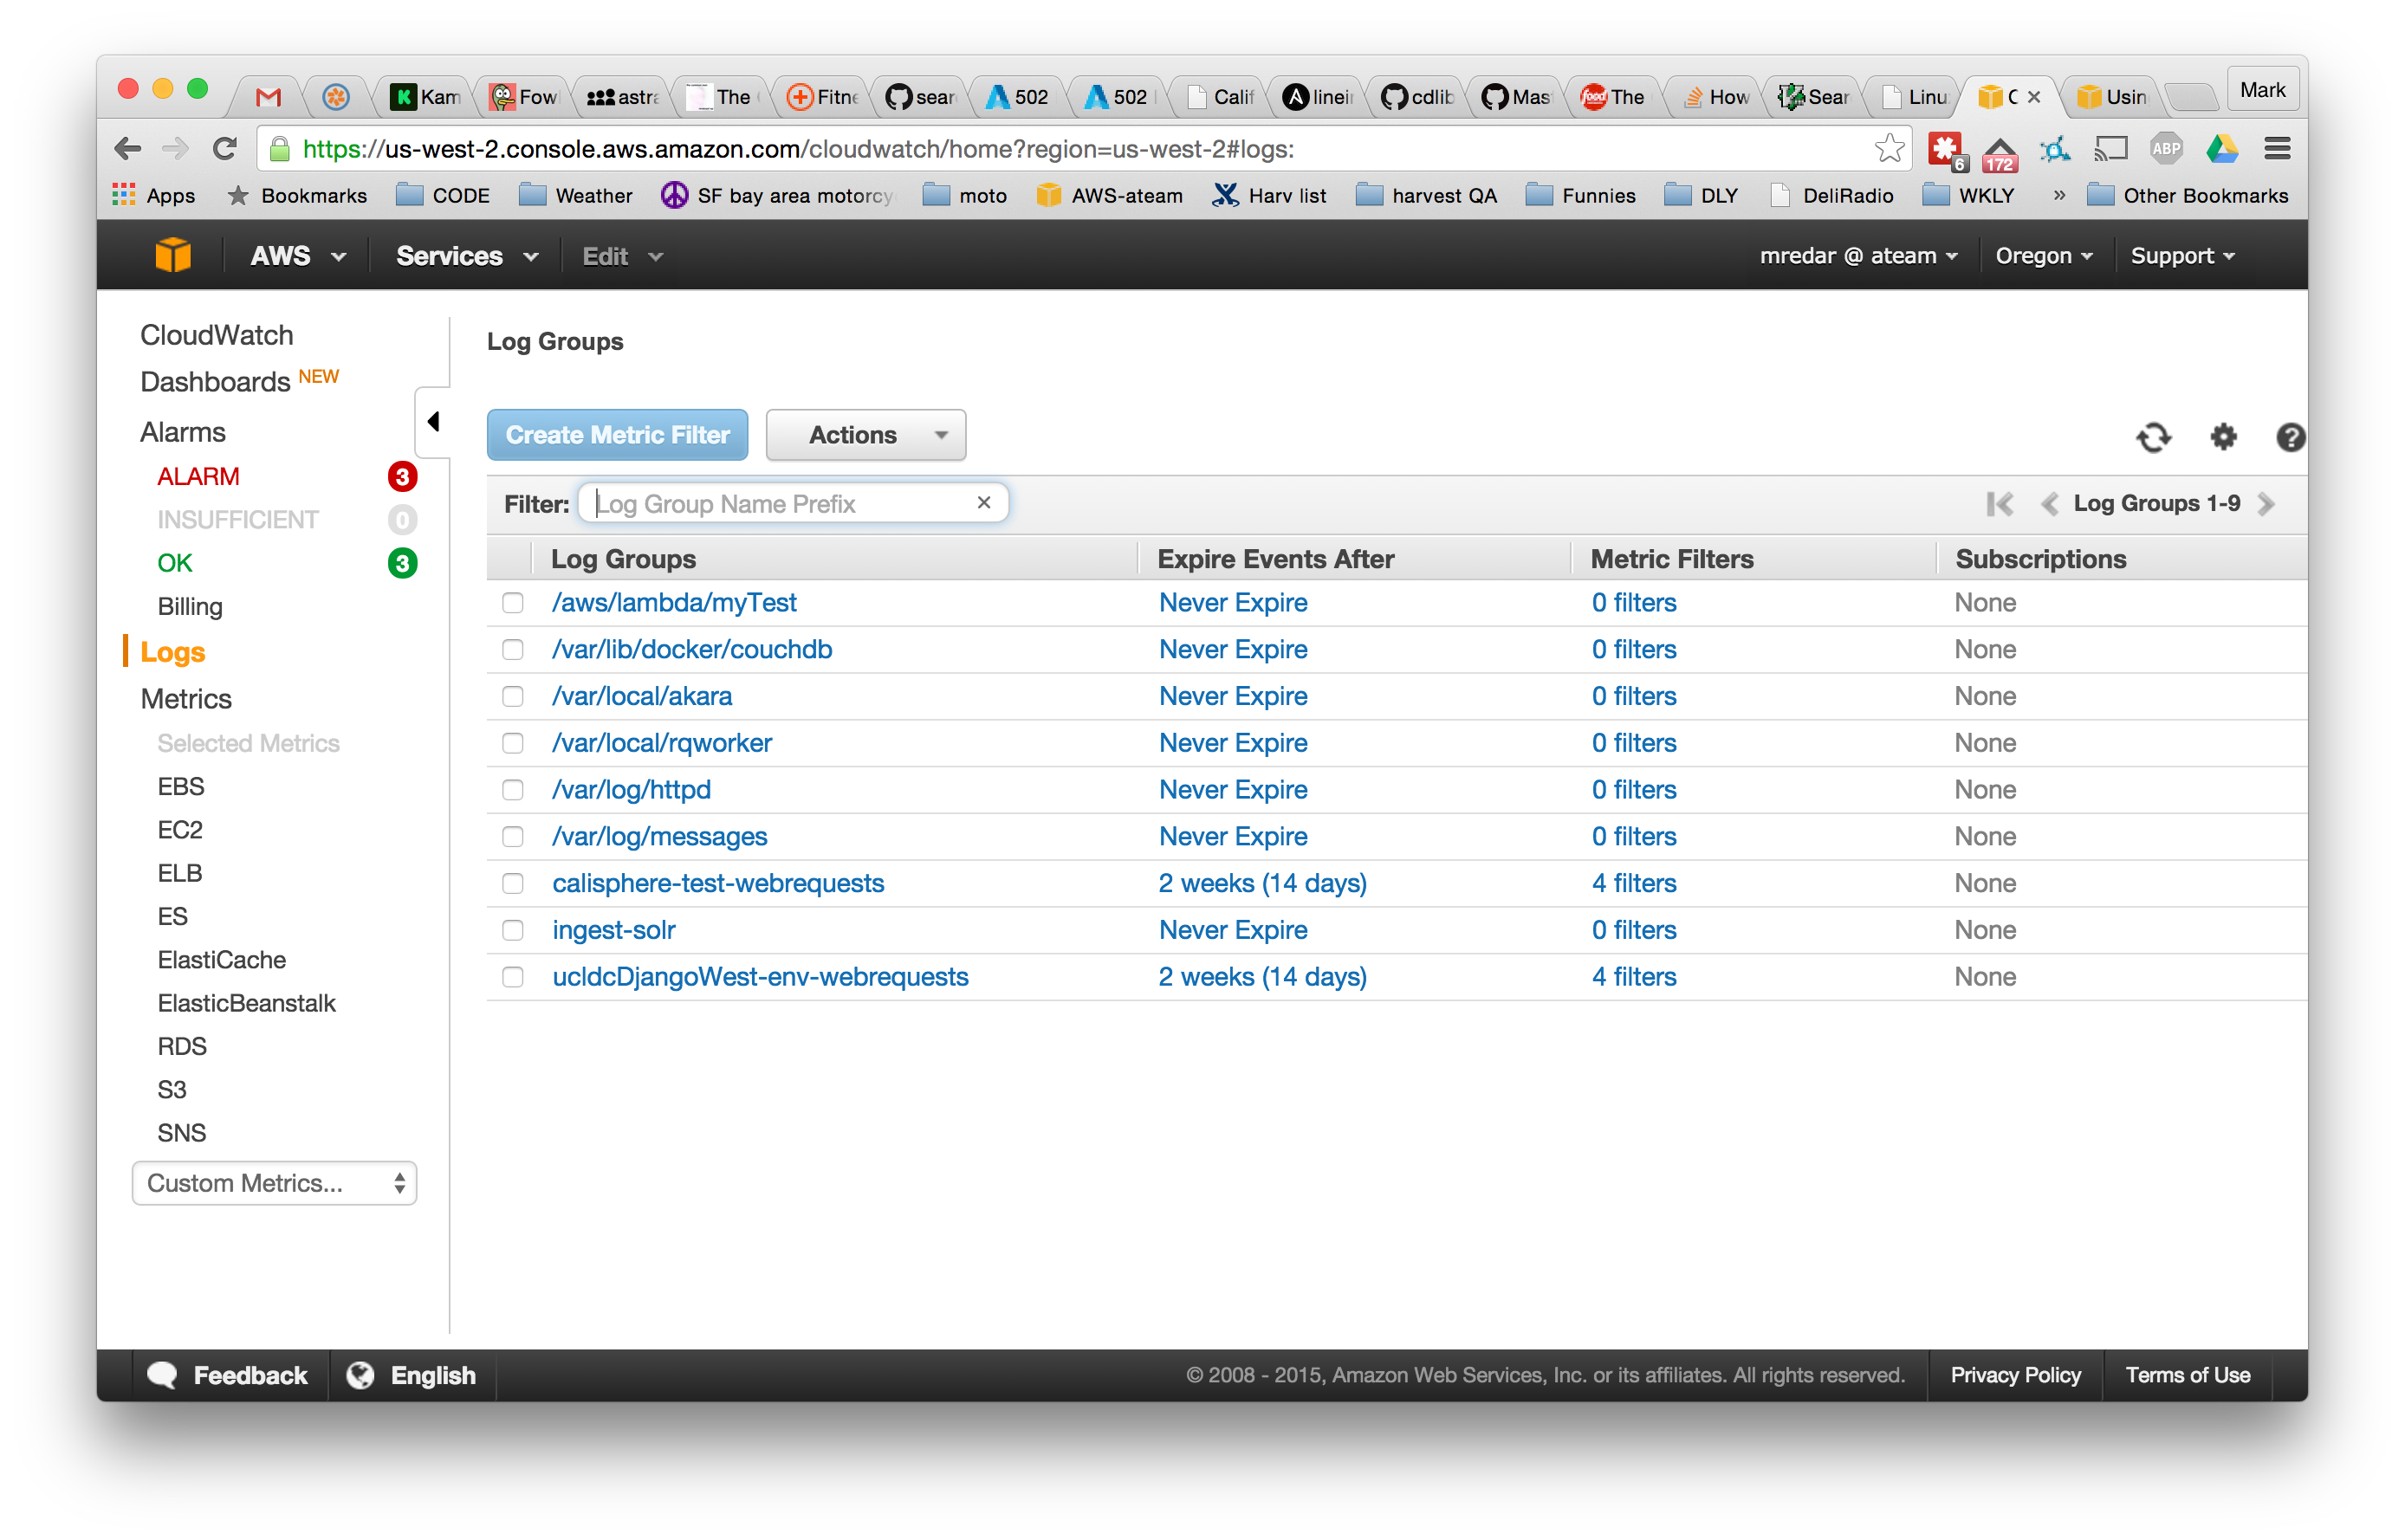 Kam
Fowl
astra
The
Fitne
sear
502
502
Calif
linein
cdlib
Mas
The
How
Sear
Linu
C
Usin
Mark
https://us-west-2.console.aws.amazon.com/cloudwatch/home?region=us-west-2#logs:
6
172
ABP
Apps
Bookmarks
CODE
Weather
SF bay area motorcy
moto
AWS-ateam
Harv list
harvest QA
Funnies
DLY
DeliRadio
WKLY
»
Other Bookmarks
AWS
Services
Edit
mredar @ ateam
Oregon
Support
CloudWatch
Dashboards NEW
Alarms
ALARM 3
INSUFFICIENT 0
OK 3
Billing
Logs
Metrics
Selected Metrics
EBS
EC2
ELB
ES
ElastiCache
ElasticBeanstalk
RDS
S3
SNS
Custom Metrics...
Log Groups
Create Metric Filter
Actions
Filter: Log Group Name Prefix
Log Groups 1-9
Log Groups Expire Events After Metric Filters Subscriptions
/aws/lambda/myTest Never Expire 0 filters None
/var/lib/docker/couchdb Never Expire 0 filters None
/var/local/akara Never Expire 0 filters None
/var/local/rqworker Never Expire 0 filters None
/var/log/httpd Never Expire 0 filters None
/var/log/messages Never Expire 0 filters None
calisphere-test-webrequests 2 weeks (14 days) 4 filters None
ingest-solr Never Expire 0 filters None
ucldcDjangoWest-env-webrequests 2 weeks (14 days) 4 filters None
Feedback
English
© 2008 - 2015, Amazon Web Services, Inc. or its affiliates. All rights reserved.
Privacy Policy
Terms of Use